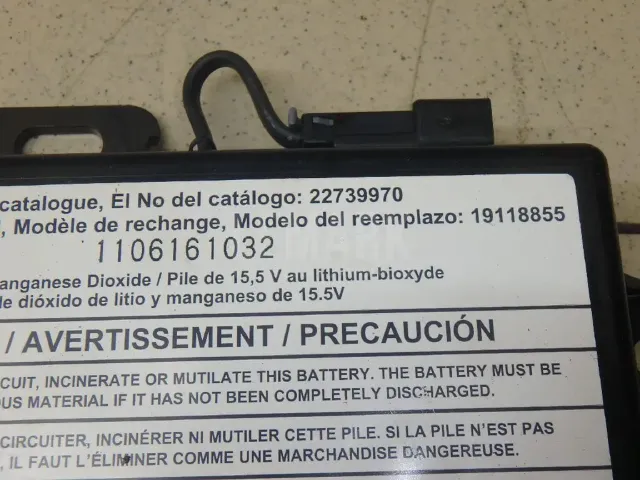 catalogue, El No del catálogo: 22739970
, Modèle de rechange, Modelo del reemplazo: 19118855
1106161032
anganese Dioxide / Pile de 15,5 V au lithium-bioxyde
le dióxido de litio y manganeso de 15.5V
/ AVERTISSEMENT / PRECAUCIÓN
CUIT, INCINERATE OR MUTILATE THIS BATTERY. THE BATTERY MUST BE
OUS MATERIAL IF IT HAS NOT BEEN COMPLETELY DISCHARGED.
CIRCUITER, INCINÉRER NI MUTILER CETTE PILE. SI LA PILE N'EST PAS
, IL FAUT L'ÉLIMINER COMME UNE MARCHANDISE DANGEREUSE.